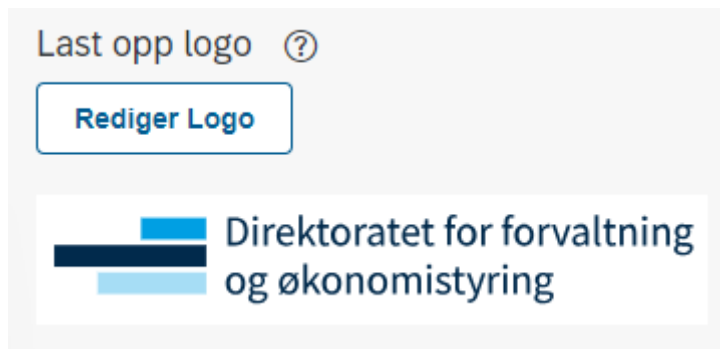 Last opp logo ?
Rediger Logo
Direktoratet for forvaltning
og økonomistyring